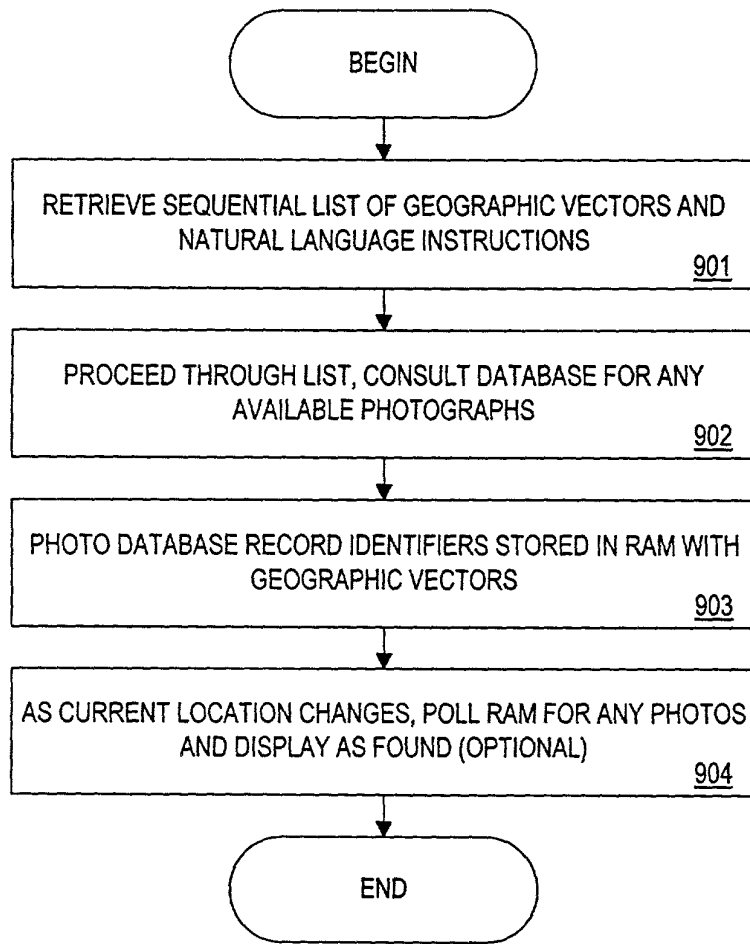 BEGIN
RETRIEVE SEQUENTIAL LIST OF GEOGRAPHIC VECTORS AND
NATURAL LANGUAGE INSTRUCTIONS
901
PROCEED THROUGH LIST, CONSULT DATABASE FOR ANY
AVAILABLE PHOTOGRAPHS
902
PHOTO DATABASE RECORD IDENTIFIERS STORED IN RAM WITH
GEOGRAPHIC VECTORS
903
AS CURRENT LOCATION CHANGES, POLL RAM FOR ANY PHOTOS
AND DISPLAY AS FOUND (OPTIONAL)
904
END